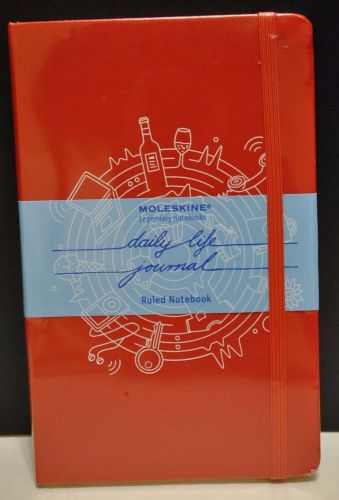 MOLESKINE®
Legendary notebooks
daily life
journal
Ruled Notebook